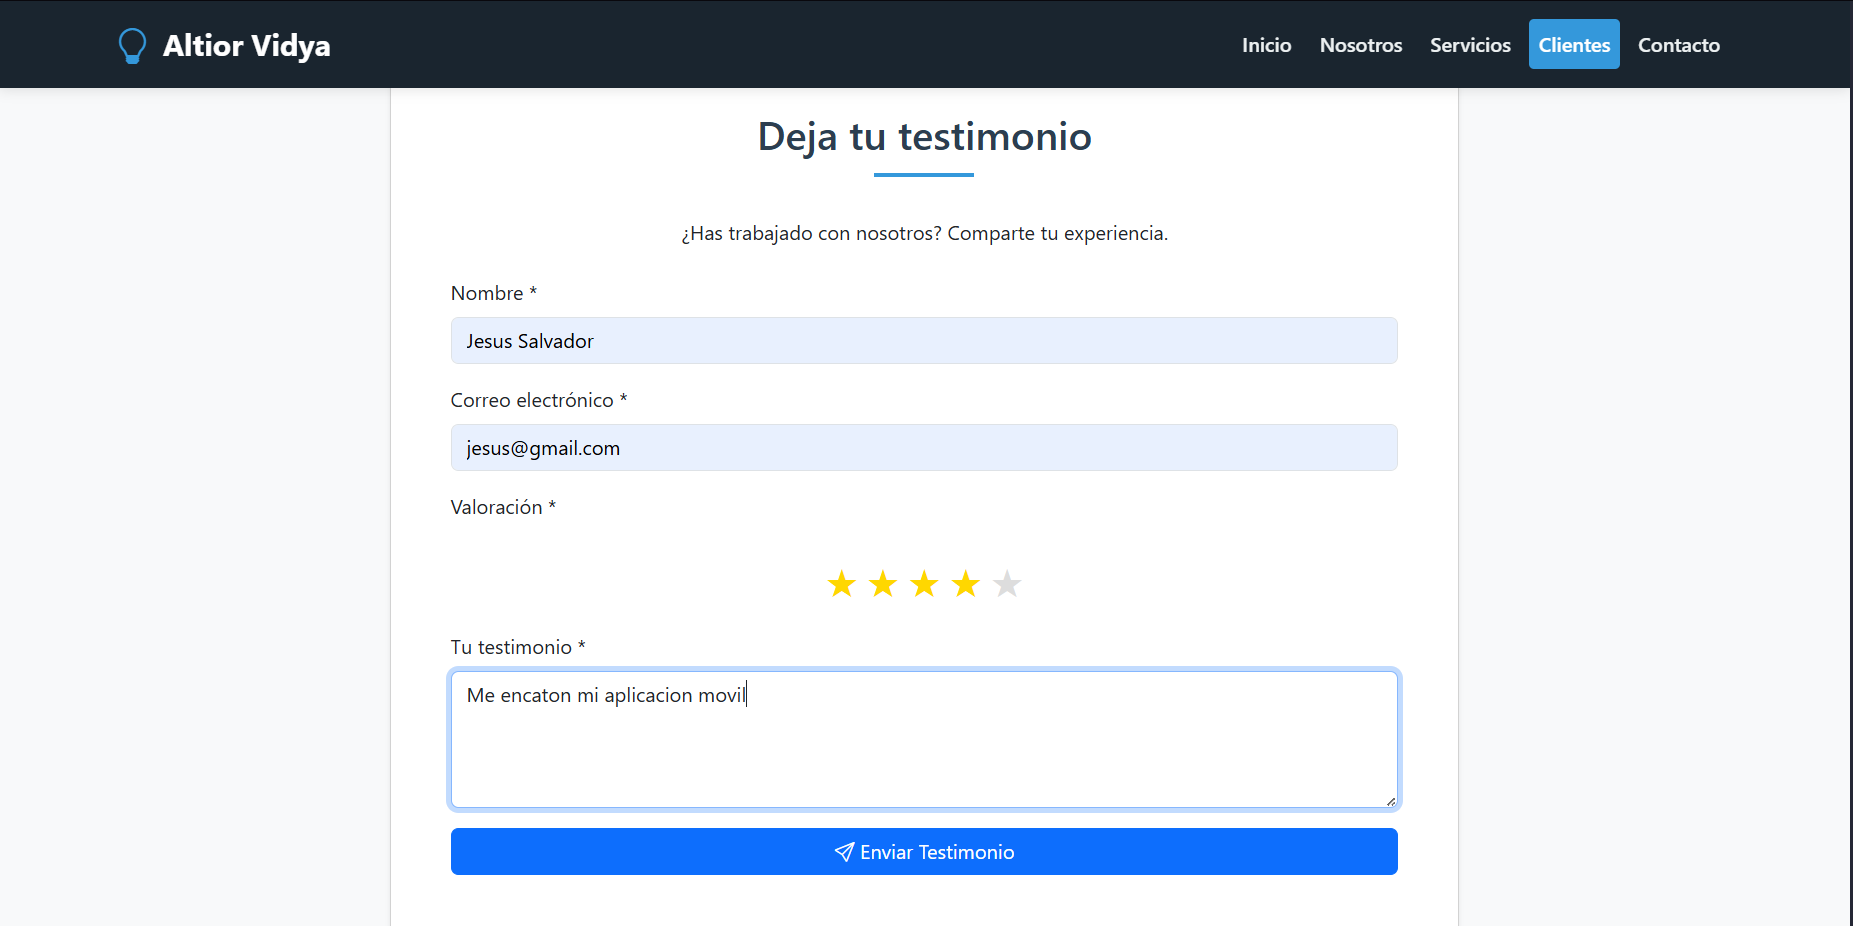 Altior Vidya
Inicio Nosotros Servicios Clientes Contacto
Deja tu testimonio
¿Has trabajado con nosotros? Comparte tu experiencia.
Nombre *
Jesus Salvador
Correo electrónico *
jesus@gmail.com
Valoración *
Tu testimonio *
Me encaton mi aplicacion movil
Enviar Testimonio